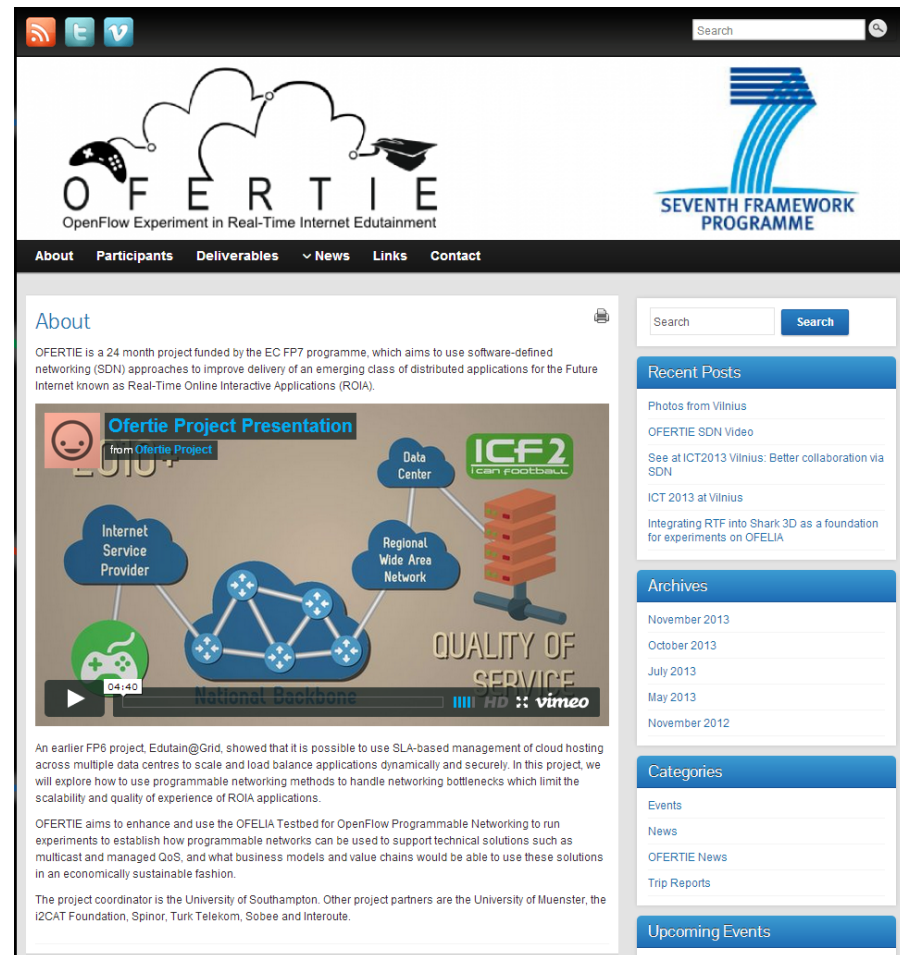 Search
OFERTIE
OpenFlow Experiment in Real-Time Internet Edutainment
7
SEVENTH FRAMEWORK
PROGRAMME
About Participants Deliverables News Links Contact
About
OFERTIE is a 24 month project funded by the EC FP7 programme, which aims to use software-defined
networking (SDN) approaches to improve delivery of an emerging class of distributed applications for the Future
Internet known as Real-Time Online Interactive Applications (ROIA).
Ofertie Project Presentation
from Ofertie Project
2010+
ICF2
i can football
Data
Center
Internet
Service
Provider
Regional
Wide Area
Network
QUALITY OF
SERVICE
National Backbone
04:40
HD vimeo
An earlier FP6 project, Edutain@Grid, showed that it is possible to use SLA-based management of cloud hosting
across multiple data centres to scale and load balance applications dynamically and securely. In this project, we
will explore how to use programmable networking methods to handle networking bottlenecks which limit the
scalability and quality of experience of ROIA applications.
OFERTIE aims to enhance and use the OFELIA Testbed for OpenFlow Programmable Networking to run
experiments to establish how programmable networks can be used to support technical solutions such as
multicast and managed QoS, and what business models and value chains would be able to use these solutions
in an economically sustainable fashion.
The project coordinator is the University of Southampton. Other project partners are the University of Muenster, the
i2CAT Foundation, Spinor, Turk Telekom, Sobee and Interoute.
Search Search
Recent Posts
Photos from Vilnius
OFERTIE SDN Video
See at ICT2013 Vilnius: Better collaboration via
SDN
ICT 2013 at Vilnius
Integrating RTF into Shark 3D as a foundation
for experiments on OFELIA
Archives
November 2013
October 2013
July 2013
May 2013
November 2012
Categories
Events
News
OFERTIE News
Trip Reports
Upcoming Events